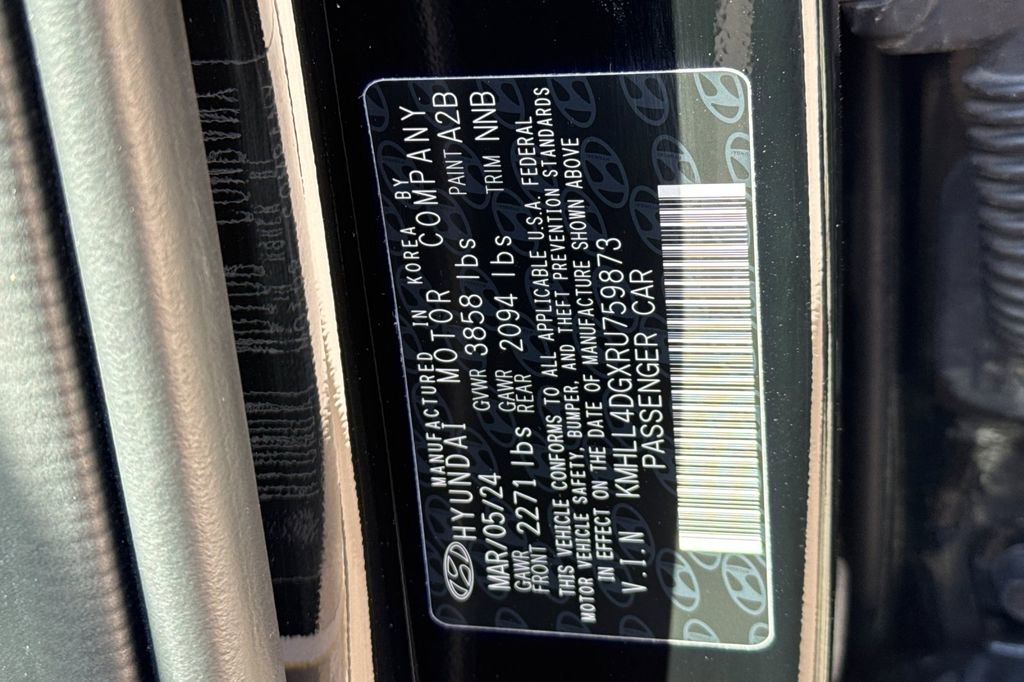 MANUFACTURED IN KOREA BY
HYUNDAI MOTOR COMPANY
MAR/05/24 GVWR 3858 lbs PAINT A2B
GAWR FRONT 2271 lbs GAWR REAR 2094 lbs TRIM NNB
THIS VEHICLE CONFORMS TO ALL APPLICABLE U.S.A. FEDERAL
MOTOR VEHICLE SAFETY, BUMPER, AND THEFT PREVENTION STANDARDS
IN EFFECT ON THE DATE OF MANUFACTURE SHOWN ABOVE
V.I.N KMHLL4DGXRU759873
PASSENGER CAR